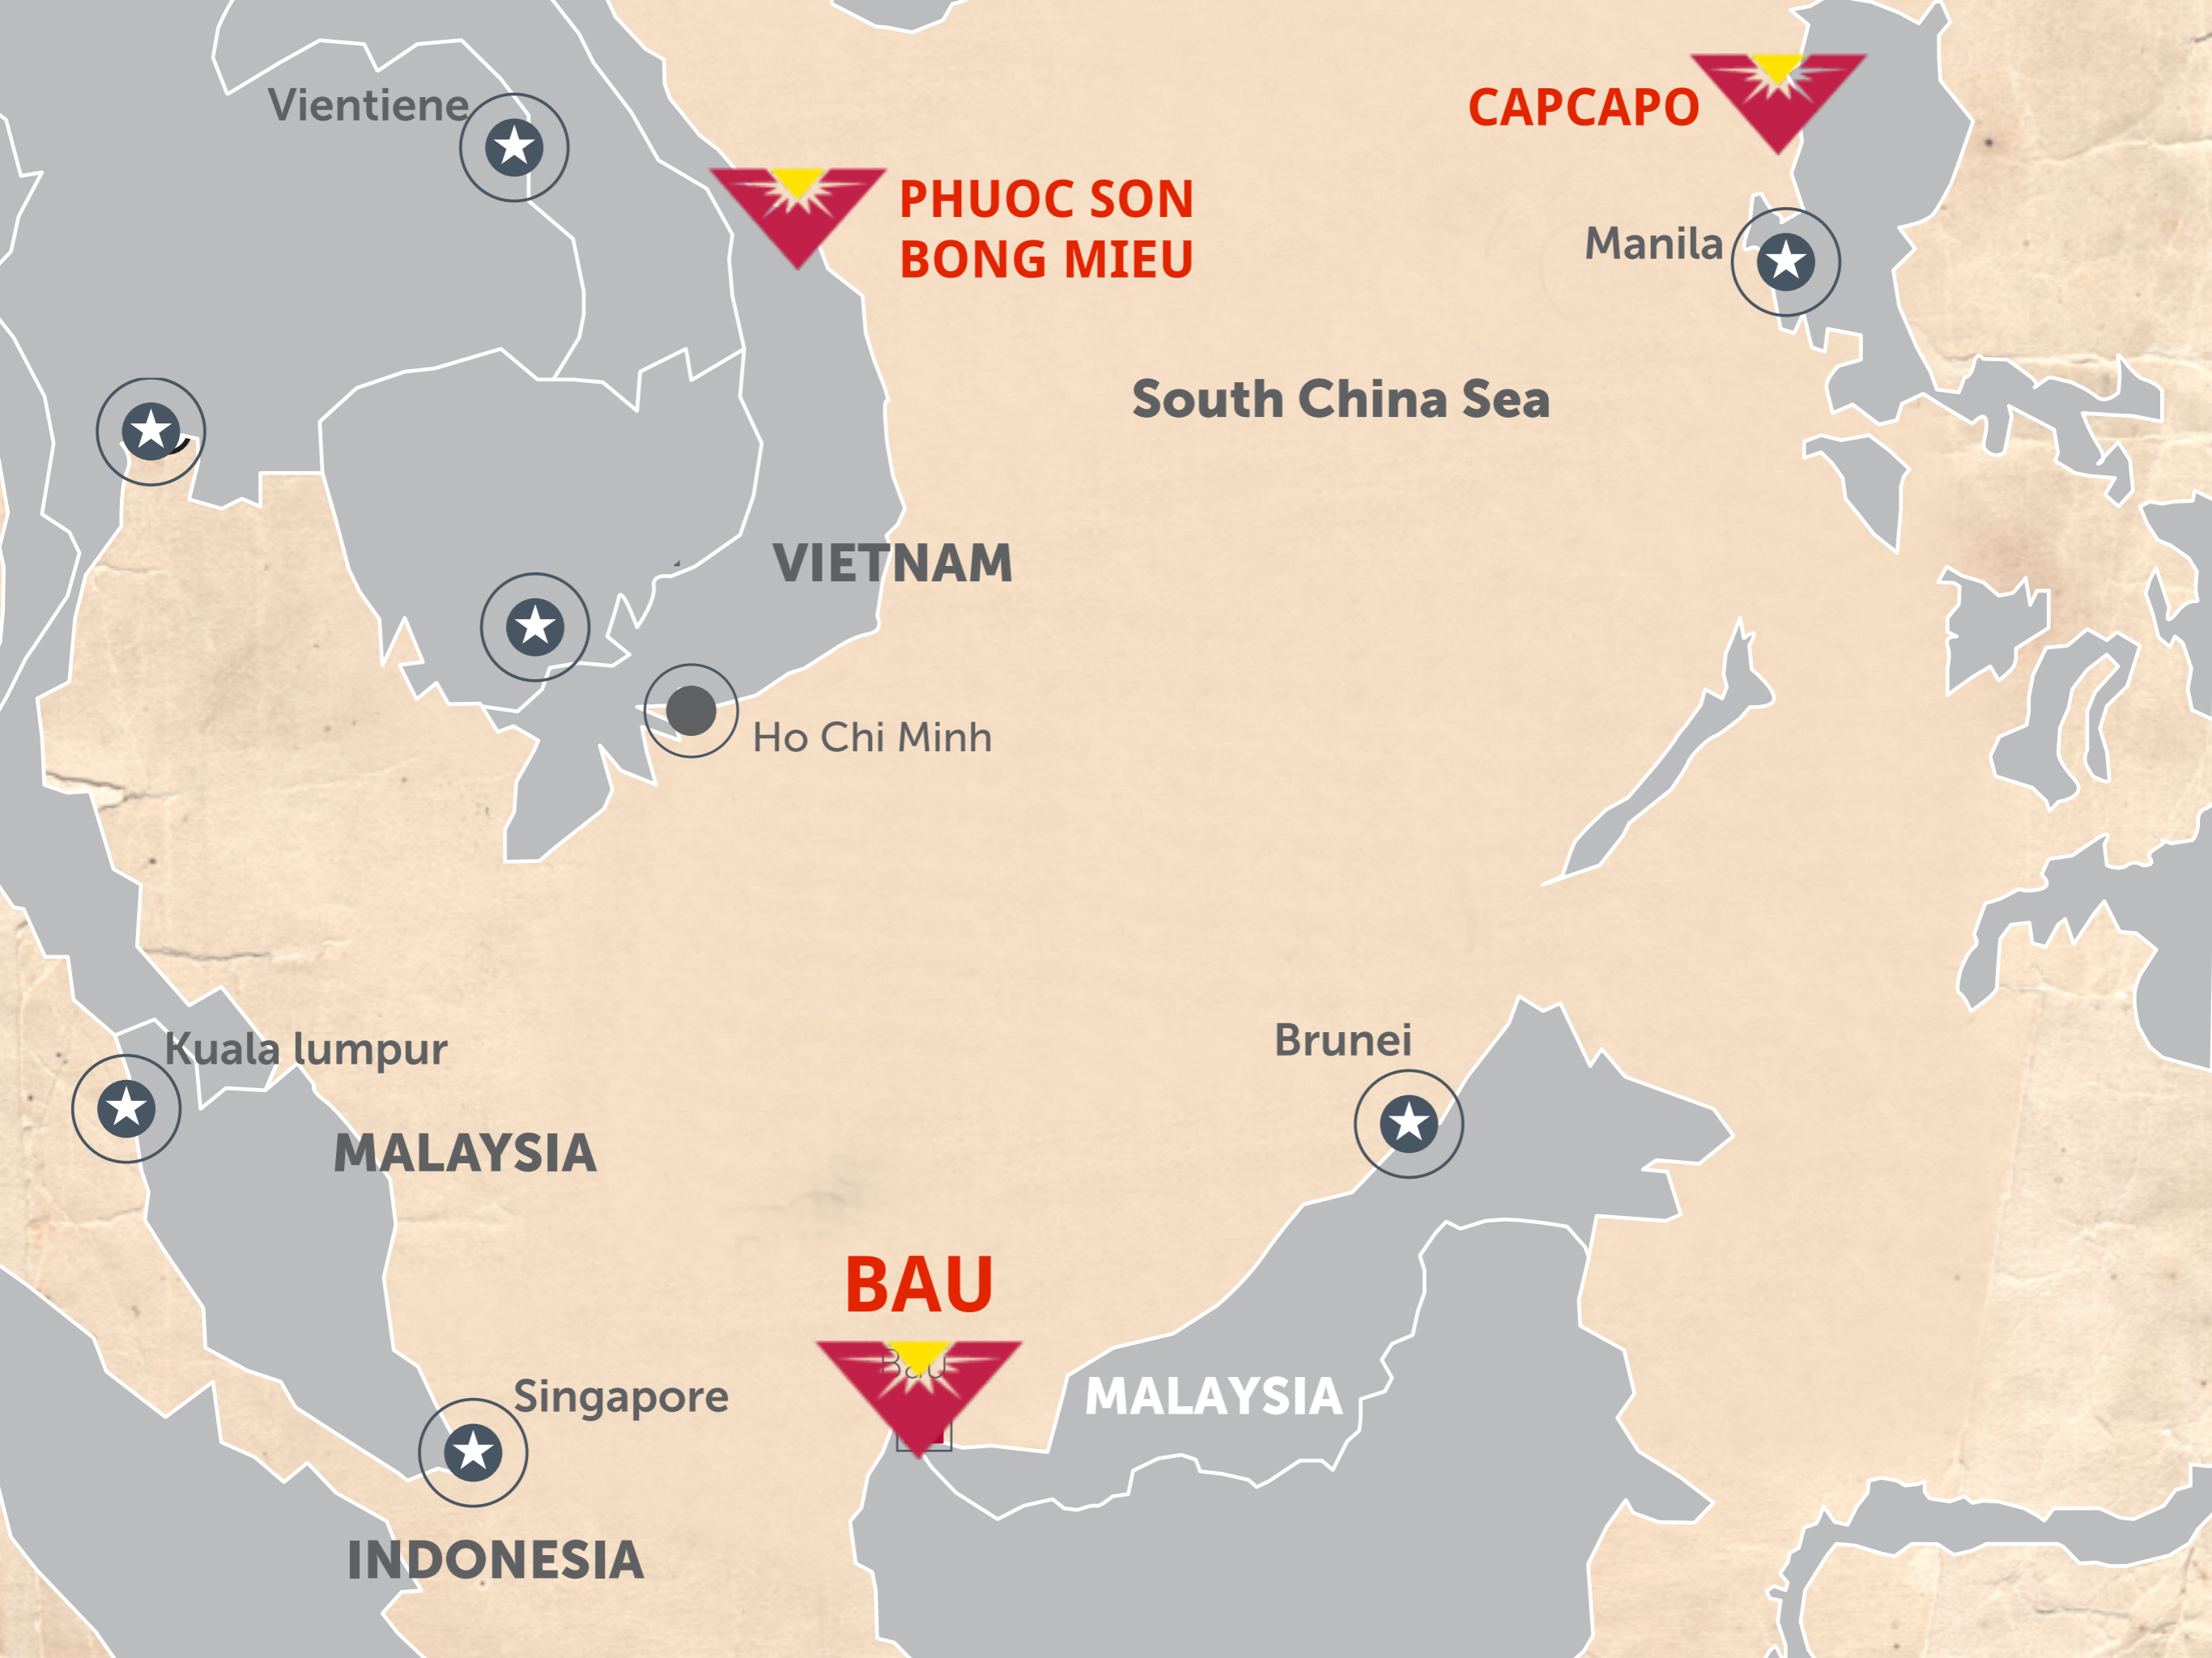 Vientiene
CAPCAPO
PHUOC SON
BONG MIEU
Manila
South China Sea
VIETNAM
Ho Chi Minh
Brunei
Kuala lumpur
MALAYSIA
BAU
Bau
MALAYSIA
Singapore
INDONESIA